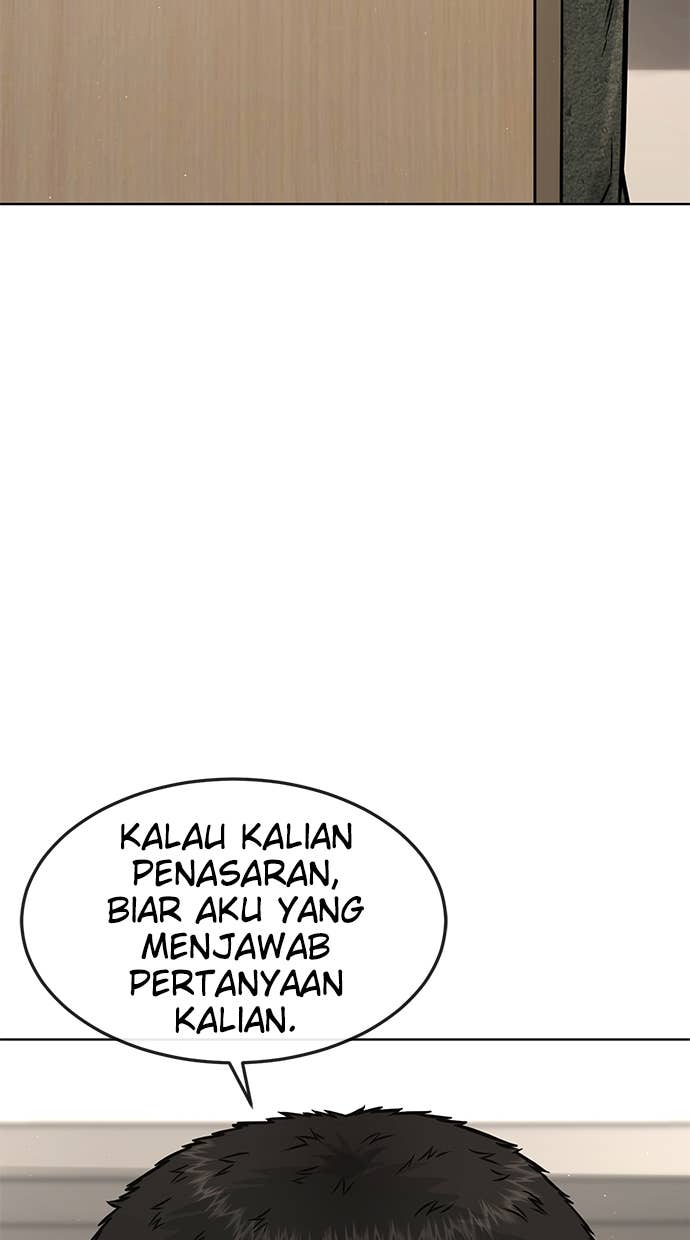 KALAU KALIAN
PENASARAN,
BIAR AKU YANG
MENJAWAB
PERTANYAAN
KALIAN.